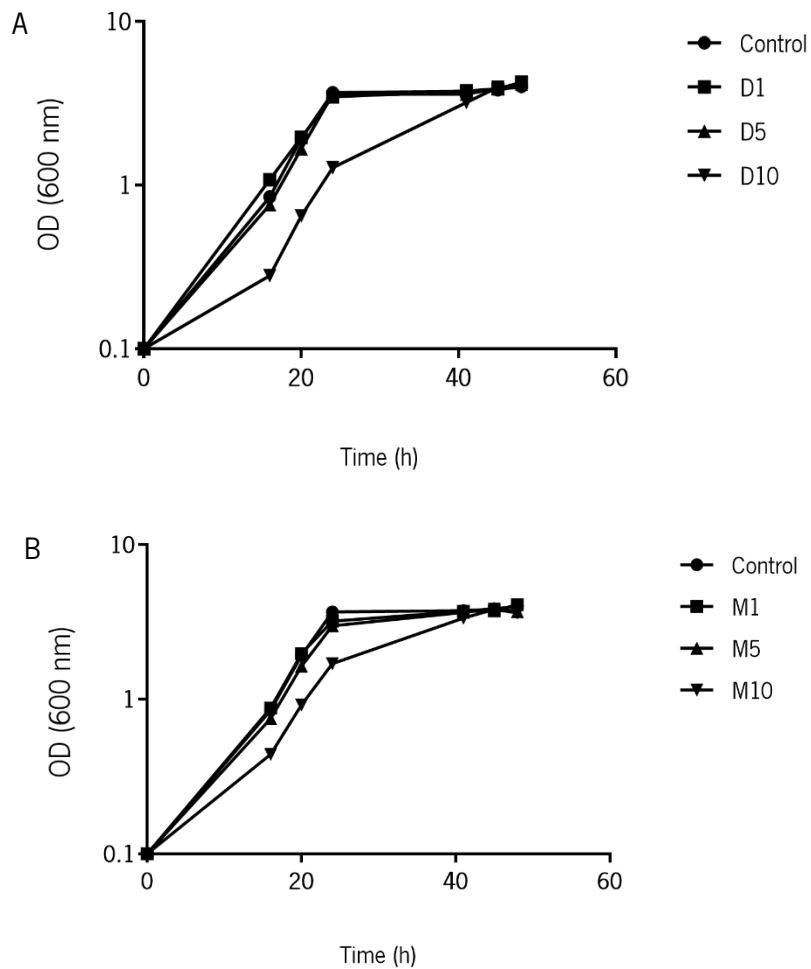 A
10
1
0.1
OD (600 nm)
0
20
40
60
Time (h)
Control
D1
D5
D10
B
10
1
0.1
OD (600 nm)
0
20
40
60
Time (h)
Control
M1
M5
M10